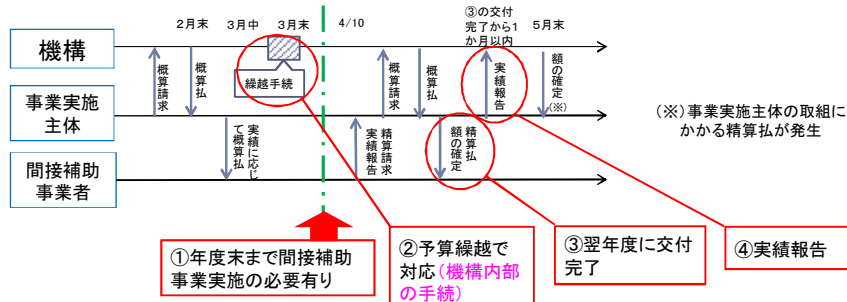 2月末
3月中
3月末
4/10
③の交付
完了から1
か月以内
5月末
機構
概算請求
概算払
繰越手続
概算請求
概算払
実績報告
額の確定
(※)
事業実施
主体
(※)事業実施主体の取組に
かかる精算払が発生
実績に応じ
て概算払
精算請求
実績報告
精算払
額の確定
間接補助
事業者
①年度末まで間接補助
事業実施の必要有り
②予算繰越で
対応(機構内部
の手続)
③翌年度に交付
完了
④実績報告